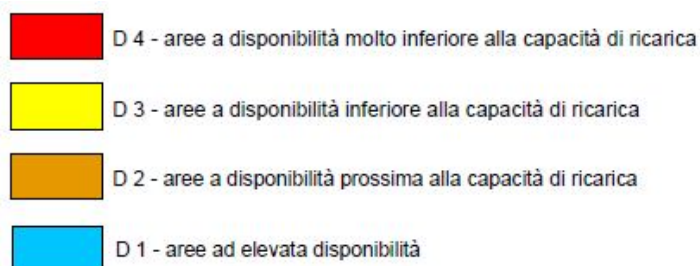 D 4 - aree a disponibilità molto inferiore alla capacità di ricarica
D 3 - aree a disponibilità inferiore alla capacità di ricarica
D 2 - aree a disponibilità prossima alla capacità di ricarica
D 1 - aree ad elevata disponibilità